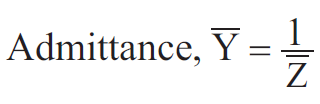 Admittance, Y̅ = 1/Z̅